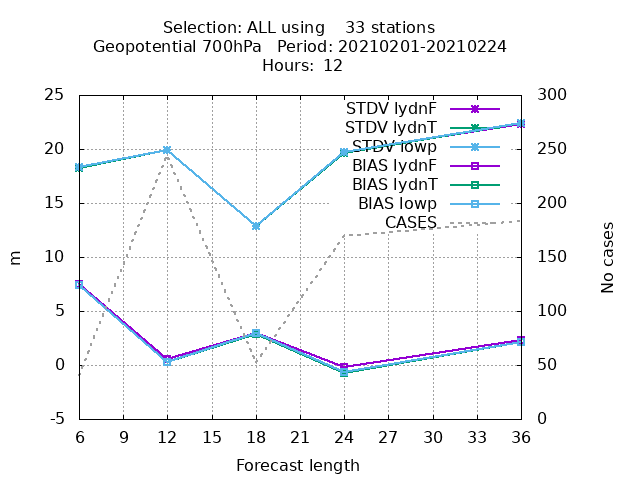 Selection: ALL using    33 stations
Geopotential 700hPa   Period: 20210201-20210224
Hours:  12
25
20
15
10
5
0
-5
m
300
250
200
150
100
50
0
No cases
STDV lydnF
STDV lydnT
STDV lowp
BIAS lydnF
BIAS lydnT
BIAS lowp
CASES
6 9 12 15 18 21 24 27 30 33 36
Forecast length